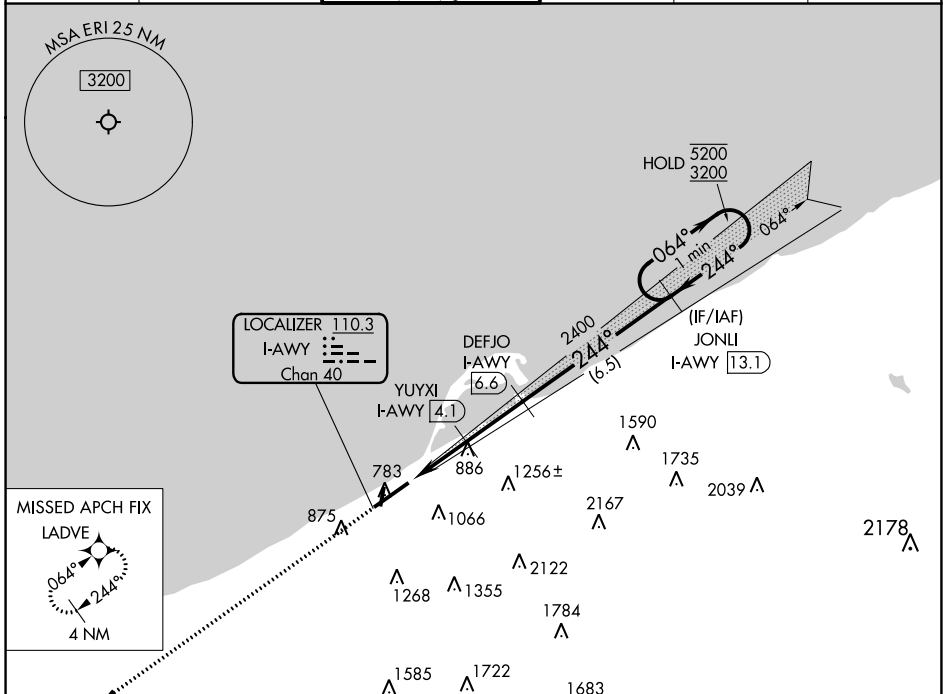 MSA ERI 25 NM
3200
HOLD
5200
3200
064°
1 min
244°
064°
2400
244°
(6.5)
(IF/IAF)
JONLI
I-AWY 13.1
LOCALIZER 110.3
I-AWY
Chan 40
DEFJO
I-AWY
6.6
YUYXI
I-AWY 4.1
1590
783
886
1256±
1735
2039
875
1066
2167
2178
2122
1268
1355
1784
1585
1722
1683
MISSED APCH FIX
LADVE
064°
244°
4 NM